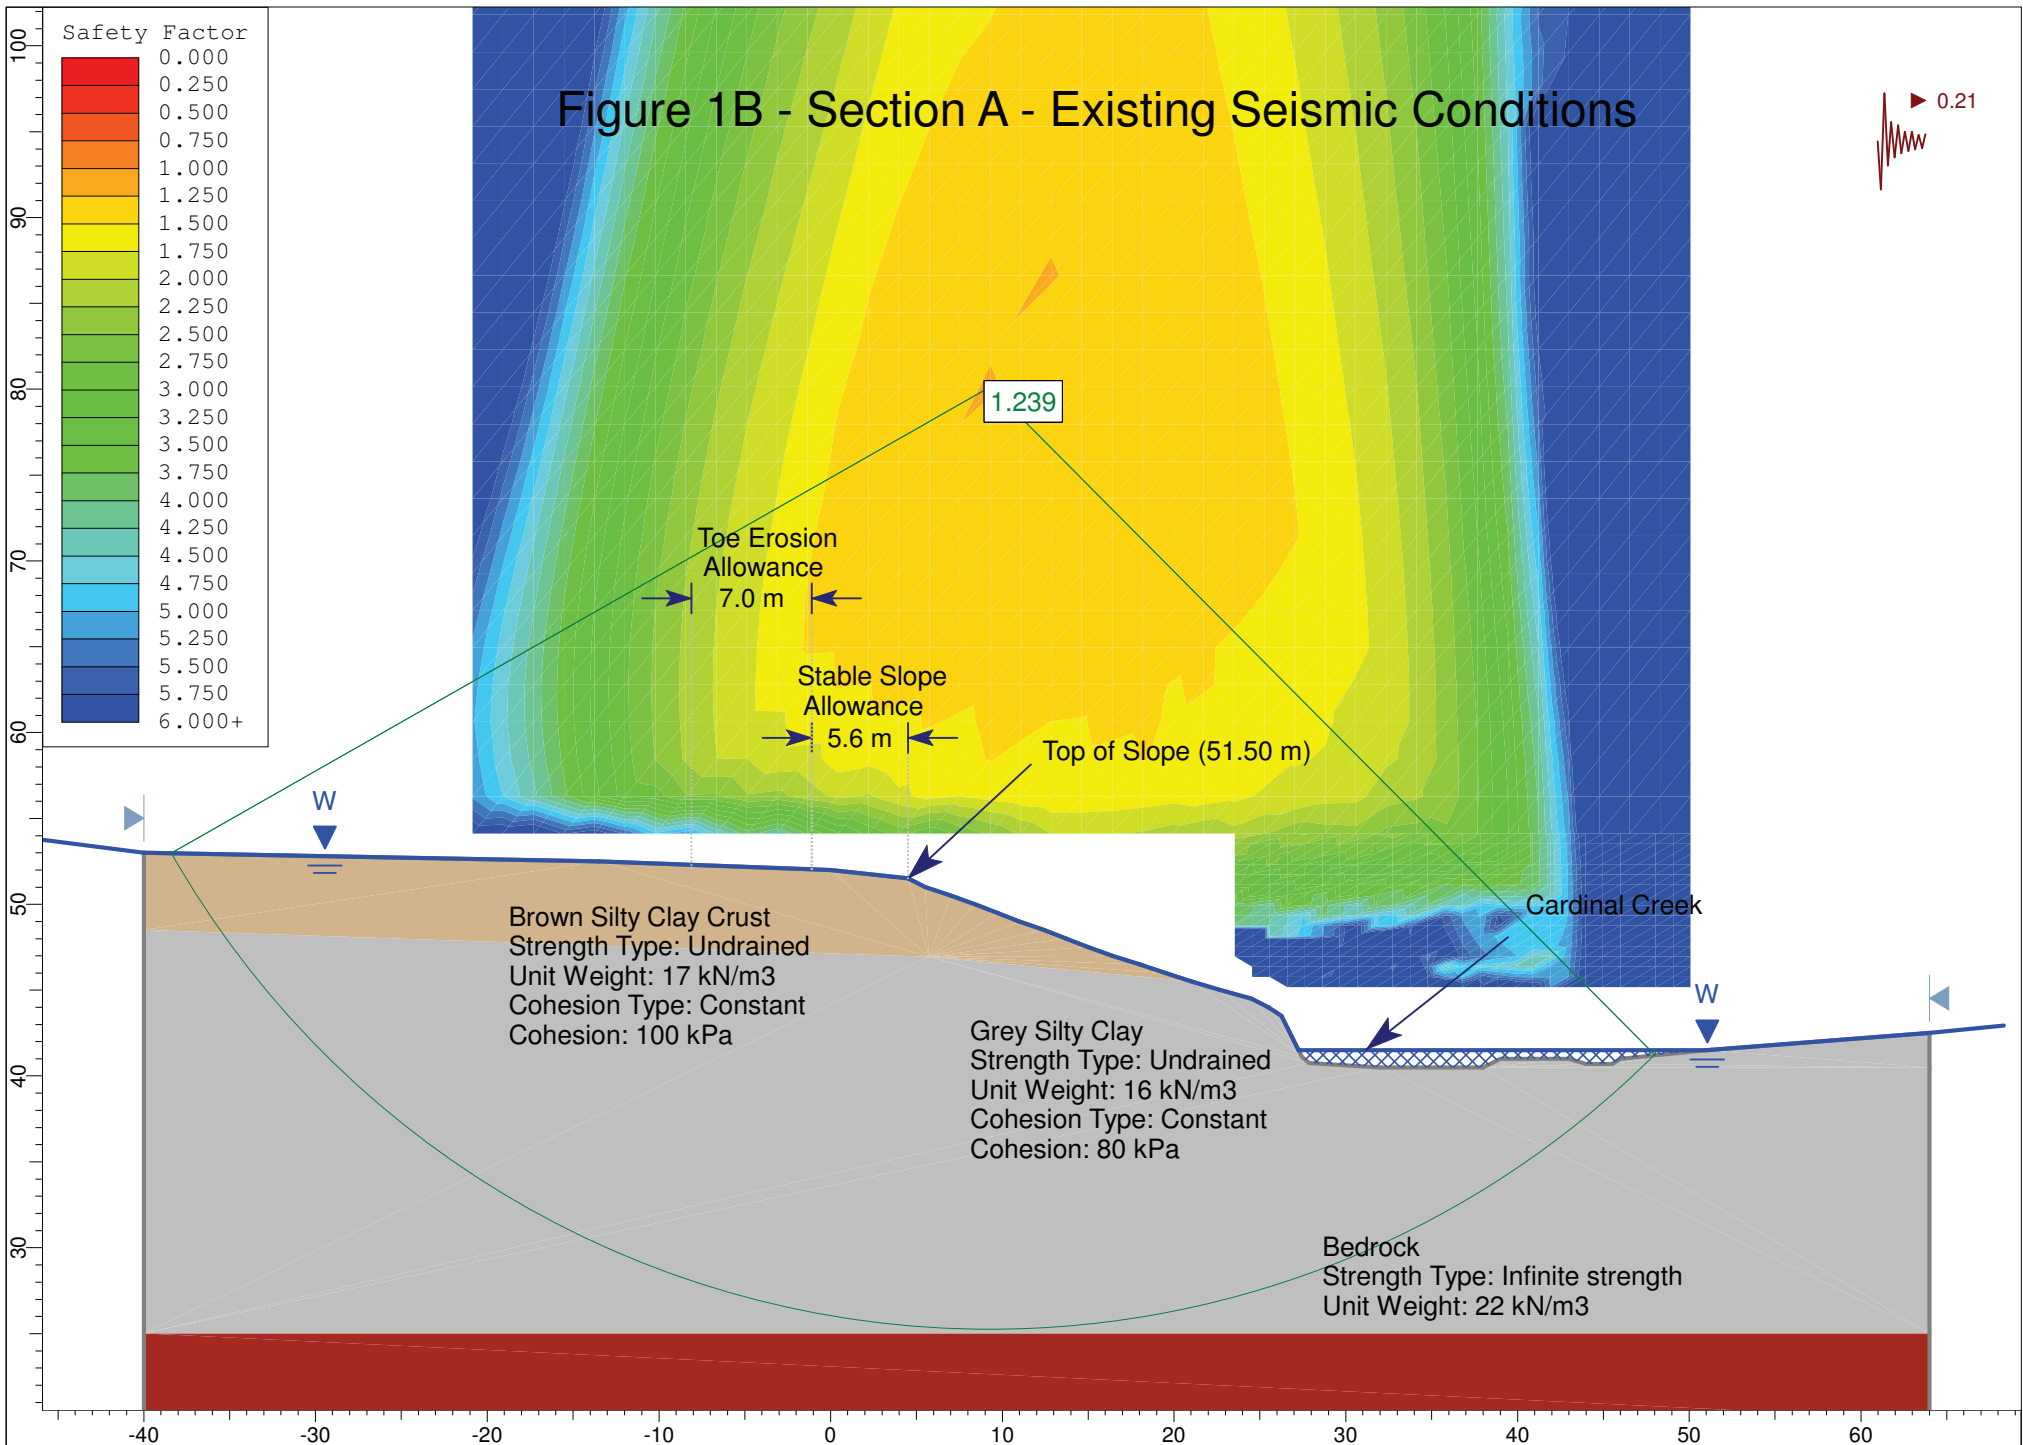 Safety Factor
0.000
0.250
0.500
0.750
1.000
1.250
1.500
1.750
2.000
2.250
2.500
2.750
3.000
3.250
3.500
3.750
4.000
4.250
4.500
4.750
5.000
5.250
5.500
5.750
6.000+
Figure 1B - Section A - Existing Seismic Conditions
0.21
1.239
Toe Erosion
Allowance
7.0 m
Stable Slope
Allowance
5.6 m
Top of Slope (51.50 m)
W
Cardinal Creek
W
Brown Silty Clay Crust
Strength Type: Undrained
Unit Weight: 17 kN/m3
Cohesion Type: Constant
Cohesion: 100 kPa
Grey Silty Clay
Strength Type: Undrained
Unit Weight: 16 kN/m3
Cohesion Type: Constant
Cohesion: 80 kPa
Bedrock
Strength Type: Infinite strength
Unit Weight: 22 kN/m3
100
90
80
70
60
50
40
30
-40 -30 -20 -10 0 10 20 30 40 50 60